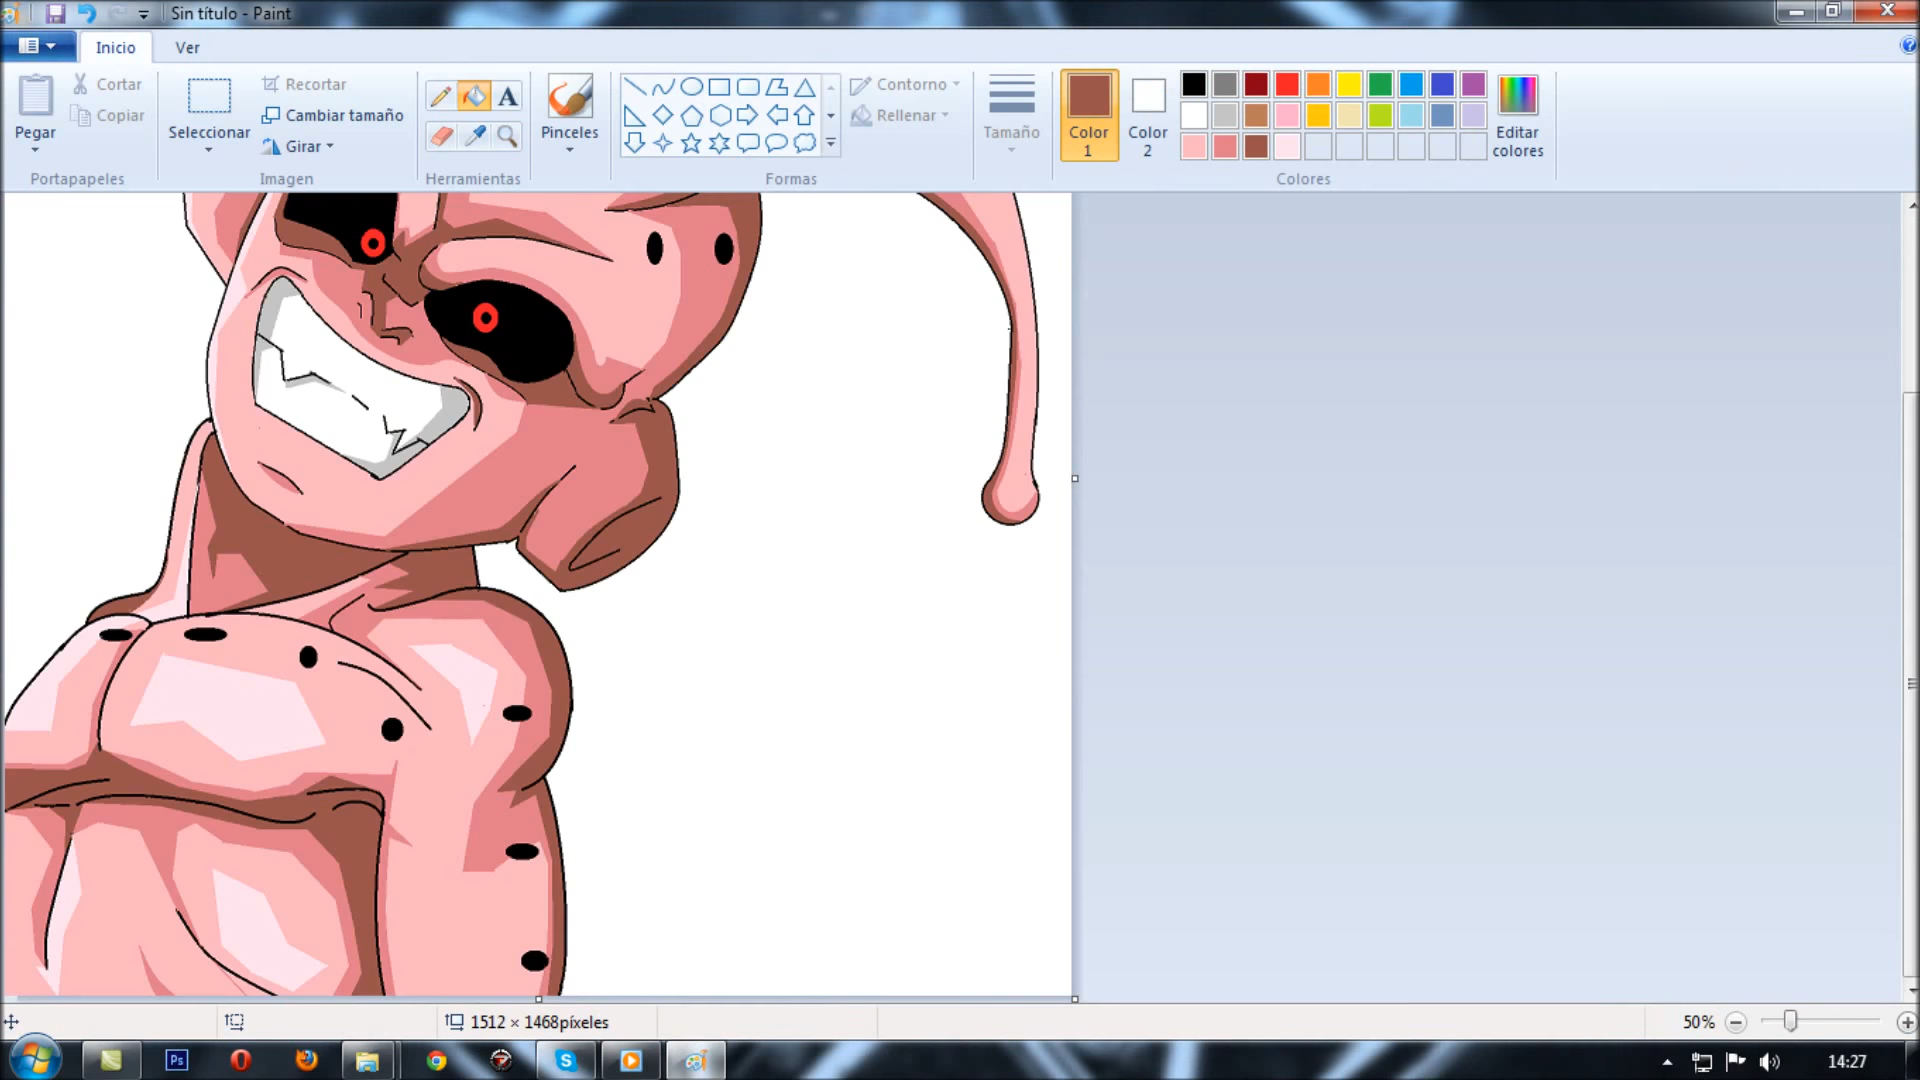 Sin título - Paint
Inicio
Ver
Pegar
Cortar
Copiar
Portapapeles
Seleccionar
Recortar
Cambiar tamaño
Girar
Imagen
A
Herramientas
Pinceles
Contorno
Rellenar
Formas
Tamaño
Color
1
Color
2
Editar
colores
Colores
1512 × 1468píxeles
50%
Ps
14:27